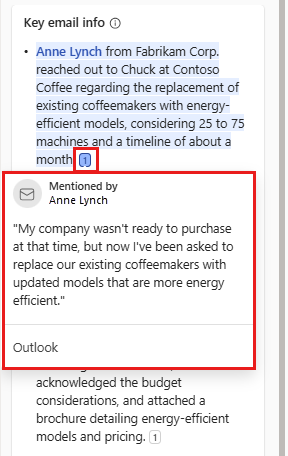 Key email info
• Anne Lynch from Fabrikam Corp.
reached out to Chuck at Contoso
Coffee regarding the replacement of
existing coffeemakers with energy-
efficient models, considering 25 to 75
machines and a timeline of about a
month 1
Mentioned by
Anne Lynch
"My company wasn't ready to purchase
at that time, but now I've been asked to
replace our existing coffeemakers with
updated models that are more energy
efficient."
Outlook
acknowledged the budget
considerations, and attached a
brochure detailing energy-efficient
models and pricing. 1